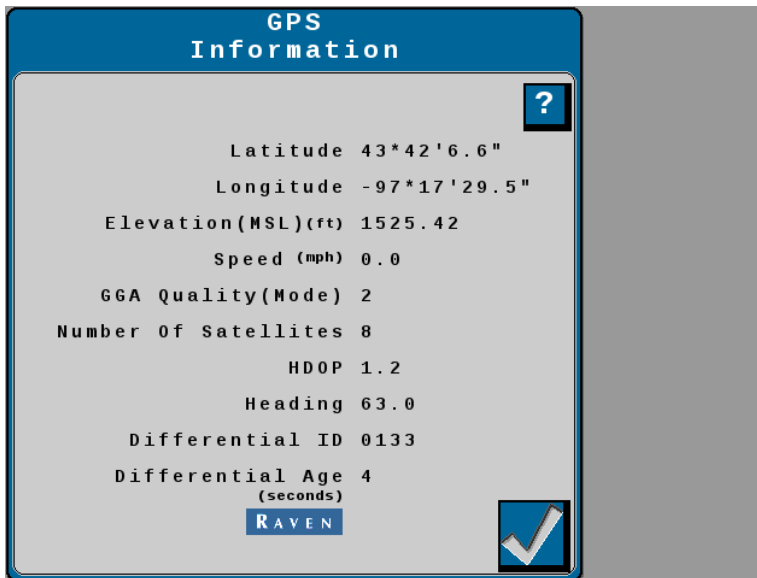 GPS
Information
?
Latitude 43*42'6.6"
Longitude -97*17'29.5"
Elevation(MSL)(ft) 1525.42
Speed (mph) 0.0
GGA Quality(Mode) 2
Number Of Satellites 8
HDOP 1.2
Heading 63.0
Differential ID 0133
Differential Age 4
(seconds)
RAVEN